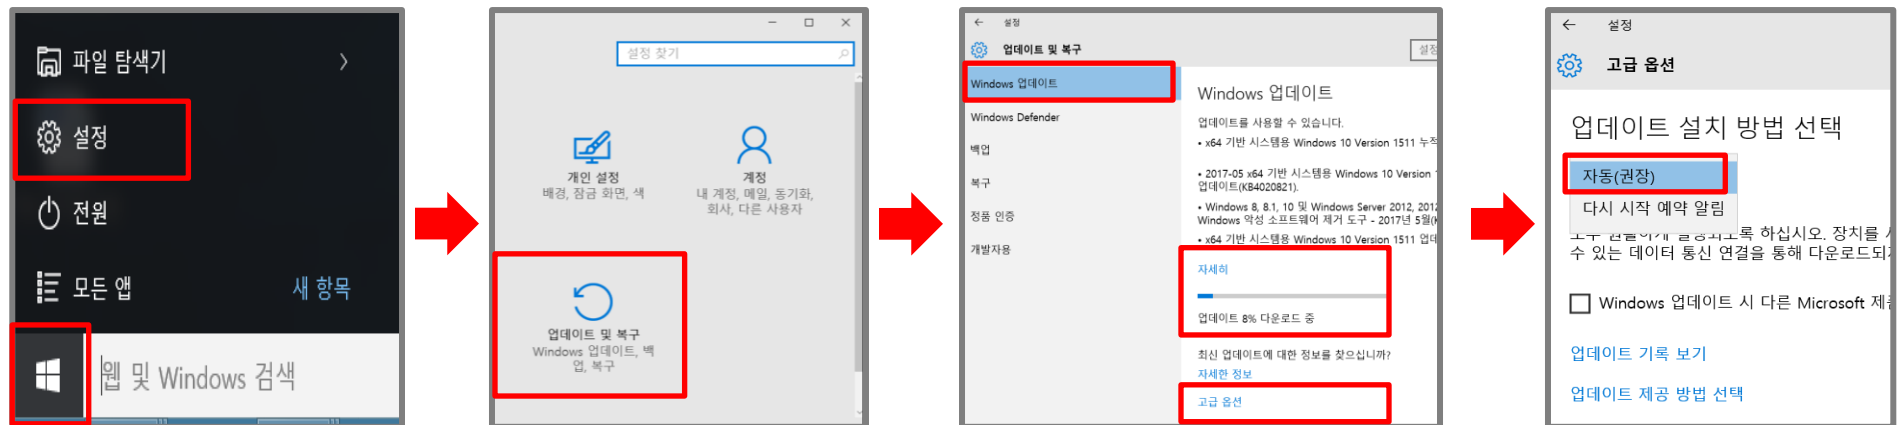 파일 탐색기
설정
전원
모든 앱
새 항목
웹 및 Windows 검색
설정 찾기
개인 설정
배경, 잠금 화면, 색
계정
내 계정, 메일, 동기화,
회사, 다른 사용자
업데이트 및 복구
Windows 업데이트, 백
업, 복구
설정
업데이트 및 복구
설정
Windows 업데이트
Windows Defender
백업
복구
정품 인증
개발자용
Windows 업데이트
업데이트를 사용할 수 있습니다.
• x64 기반 시스템용 Windows 10 Version 1511 누적
• 2017-05 x64 기반 시스템용 Windows 10 Version
업데이트(KB4020821).
• Windows 8, 8.1, 10 및 Windows Server 2012, 2012
Windows 악성 소프트웨어 제거 도구 - 2017년 5월(K
• x64 기반 시스템용 Windows 10 Version 1511 업데
자세히
업데이트 8% 다운로드 중
최신 업데이트에 대한 정보를 찾으십니까?
자세한 정보
고급 옵션
설정
고급 옵션
업데이트 설치 방법 선택
자동(권장)
다시 시작 예약 알림
하십시오. 장치를
수 있는 데이터 통신 연결을 통해 다운로드되지
Windows 업데이트 시 다른 Microsoft 제품
업데이트 기록 보기
업데이트 제공 방법 선택